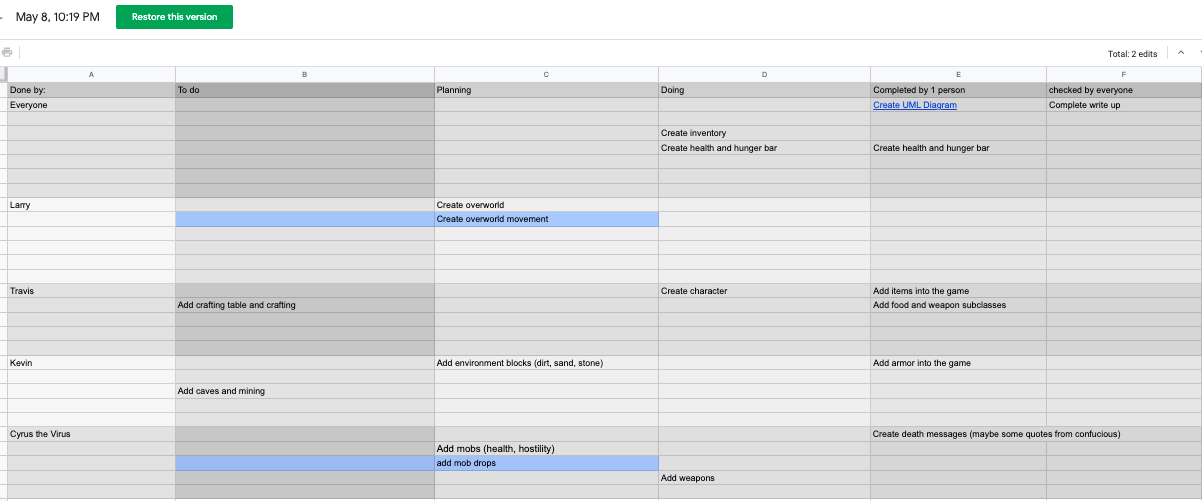 May 8, 10:19 PM Restore this version
Total: 2 edits
A B C D E F
Done by: To do Planning Doing Completed by 1 person checked by everyone
Everyone Create UML Diagram Complete write up
Create inventory
Create health and hunger bar Create health and hunger bar
Larry Create overworld
Create overworld movement
Travis Create character Add items into the game
Add crafting table and crafting Add food and weapon subclasses
Kevin Add environment blocks (dirt, sand, stone) Add armor into the game
Add caves and mining
Cyrus the Virus Create death messages (maybe some quotes from confucious)
Add mobs (health, hostility)
add mob drops
Add weapons